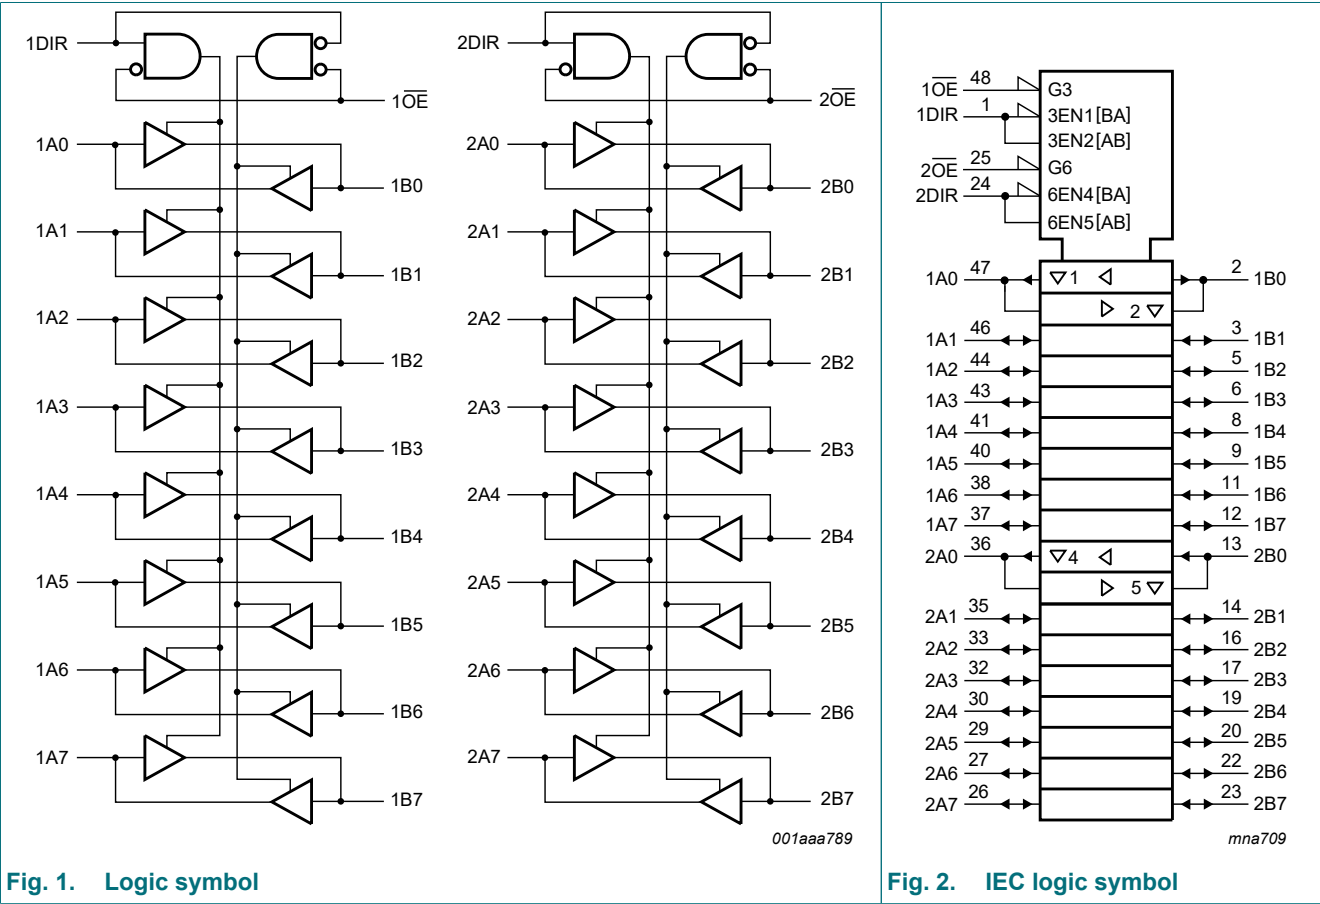 1DIR
1O̅E̅
1A0
1B0
1A1
1B1
1A2
1B2
1A3
1B3
1A4
1B4
1A5
1B5
1A6
1B6
1A7
1B7
2DIR
2O̅E̅
2A0
2B0
2A1
2B1
2A2
2B2
2A3
2B3
2A4
2B4
2A5
2B5
2A6
2B6
2A7
2B7
001aaa789
Fig. 1. Logic symbol
1O̅E̅ 48 G3
1DIR 1 3EN1[BA]
3EN2[AB]
2O̅E̅ 25 G6
2DIR 24 6EN4[BA]
6EN5[AB]
1A0 47 1 2 1B0
2
1A1 46 3 1B1
1A2 44 5 1B2
1A3 43 6 1B3
1A4 41 8 1B4
1A5 40 9 1B5
1A6 38 11 1B6
1A7 37 12 1B7
2A0 36 4 13 2B0
5
2A1 35 14 2B1
2A2 33 16 2B2
2A3 32 17 2B3
2A4 30 19 2B4
2A5 29 20 2B5
2A6 27 22 2B6
2A7 26 23 2B7
mna709
Fig. 2. IEC logic symbol